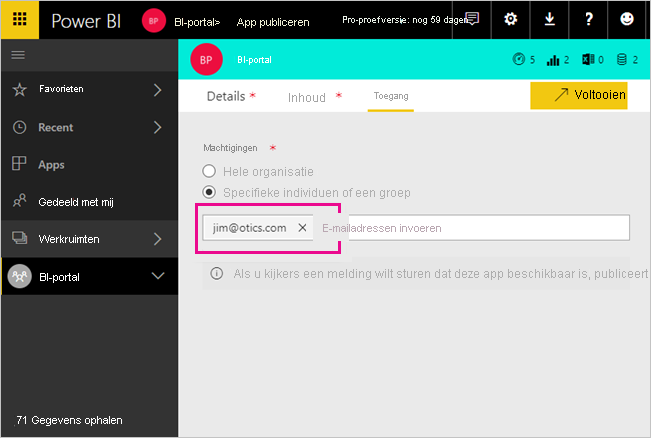 Power BI
BP
BI-portal>
App publiceren
Pro-proefversie: nog 59 dagen
?
BP
BI-portal
5
2
0
2
Favorieten
Details *
Inhoud *
Toegang
Voltooien
Recent
Apps
Gedeeld met mij
Werkruimten
BI-portal
71 Gegevens ophalen
Machtigingen *
Hele organisatie
Specifieke individuen of een groep
jim@otics.com X
E-mailadressen invoeren
Als u kijkers een melding wilt sturen dat deze app beschikbaar is, publiceert